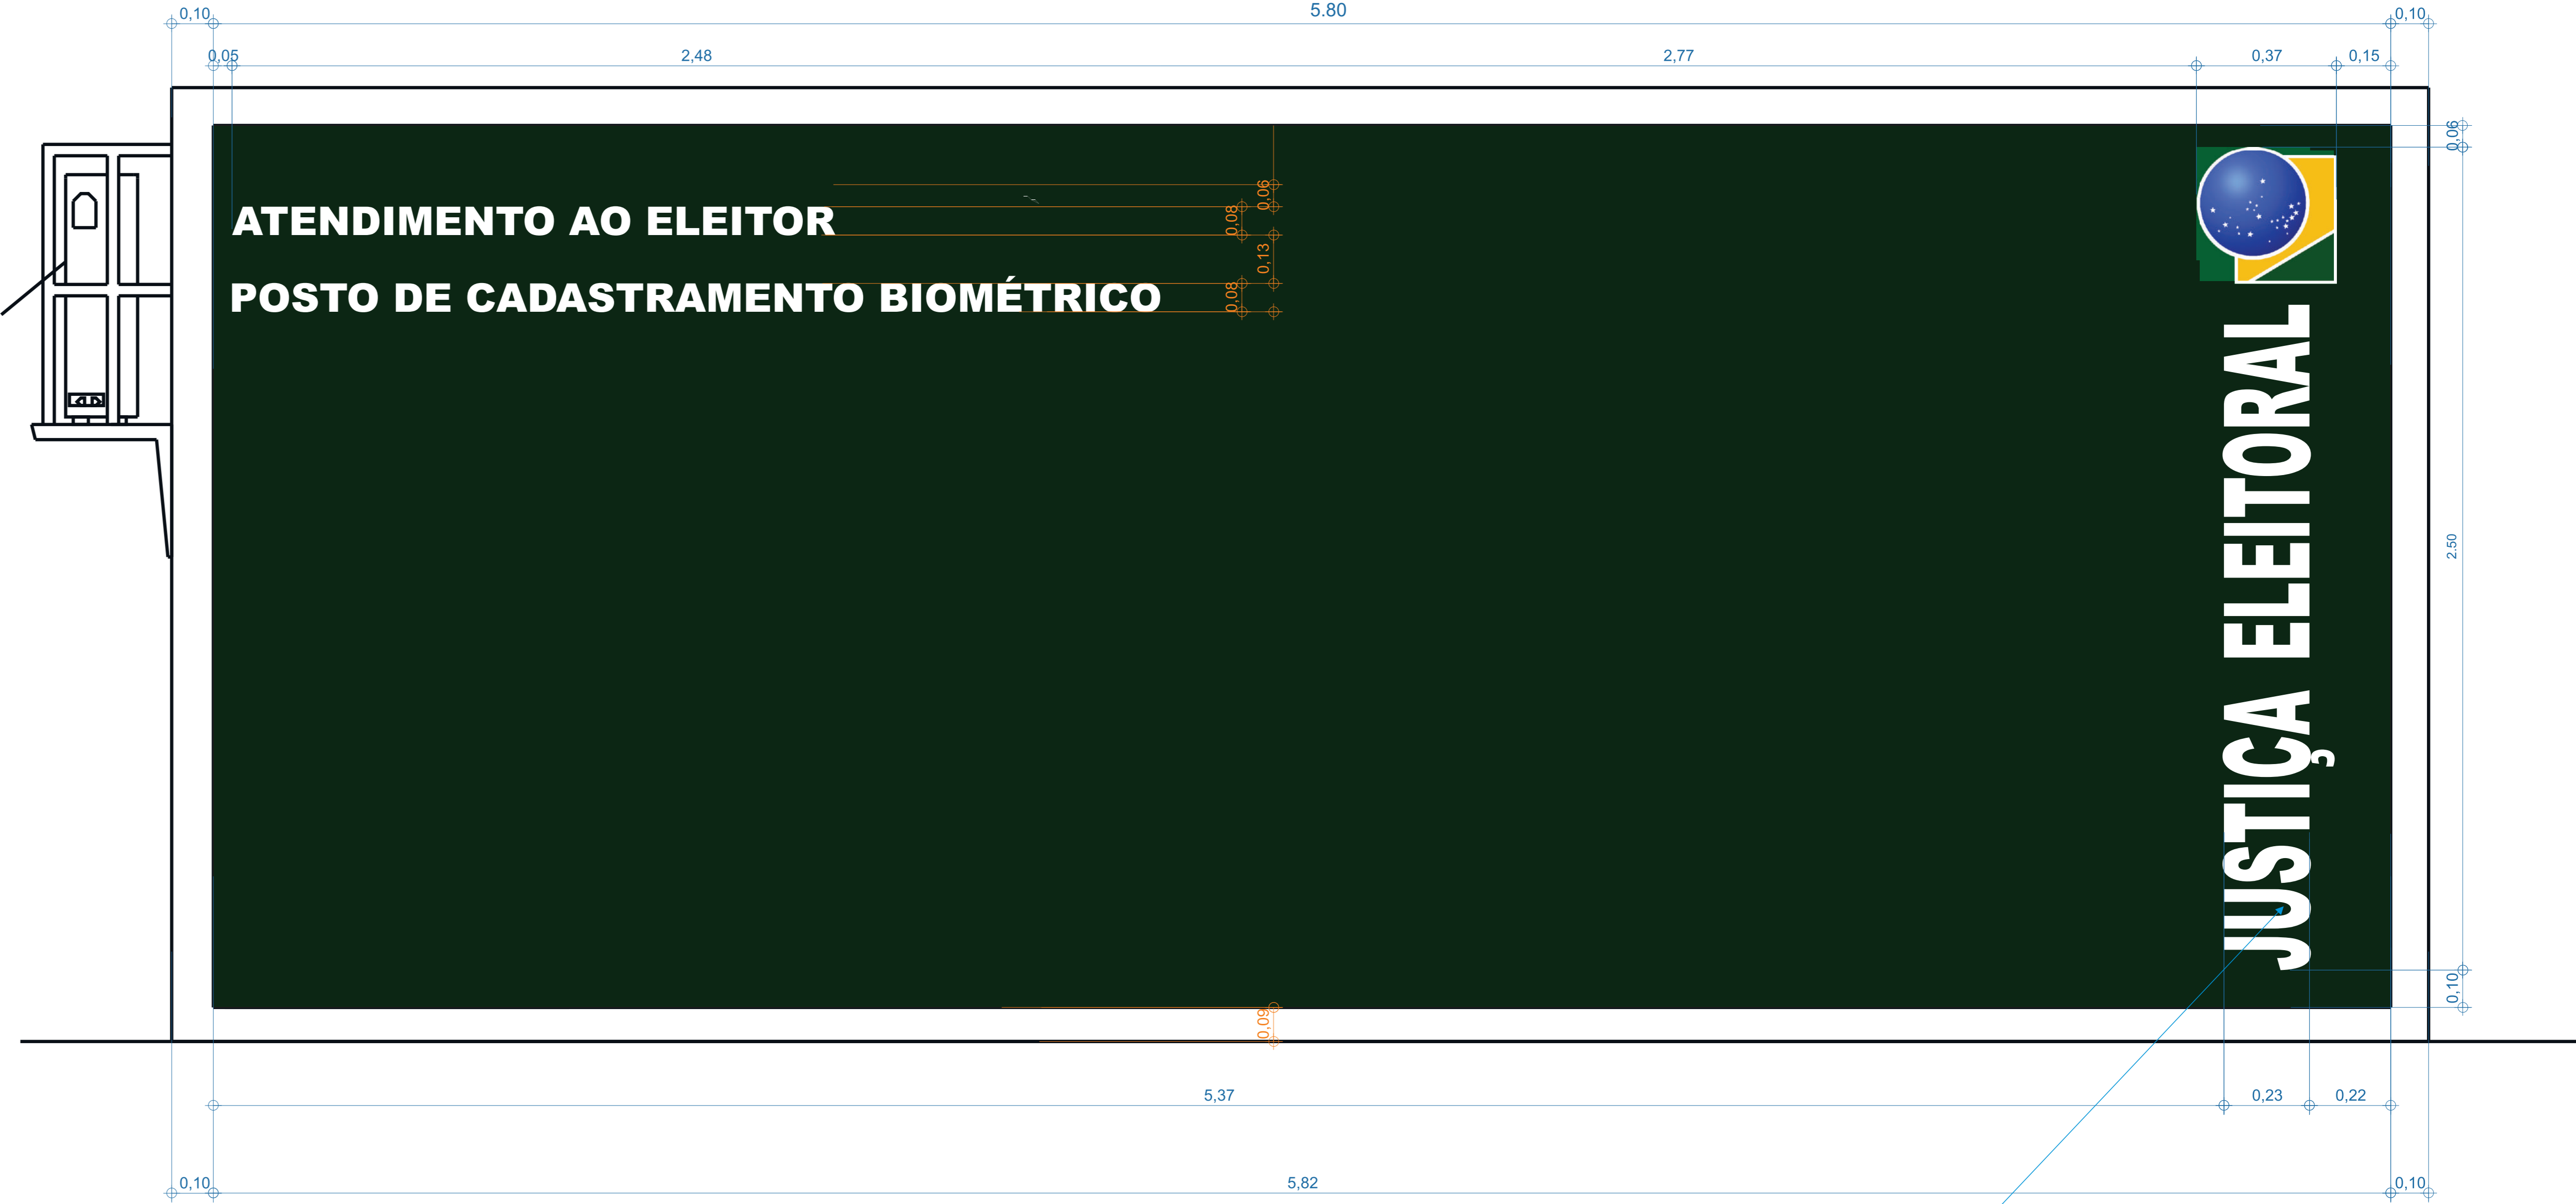 0,10 5.80 0,10
0,05 2,48 2,77 0,37 0,15
0,06
0,06
0,08
ATENDIMENTO AO ELEITOR
0,13
POSTO DE CADASTRAMENTO BIOMÉTRICO
0,08
JUSTIÇA ELEITORAL
2.50
0,10
0,09
5,37 0,23 0,22
0,10 5,82 0,10